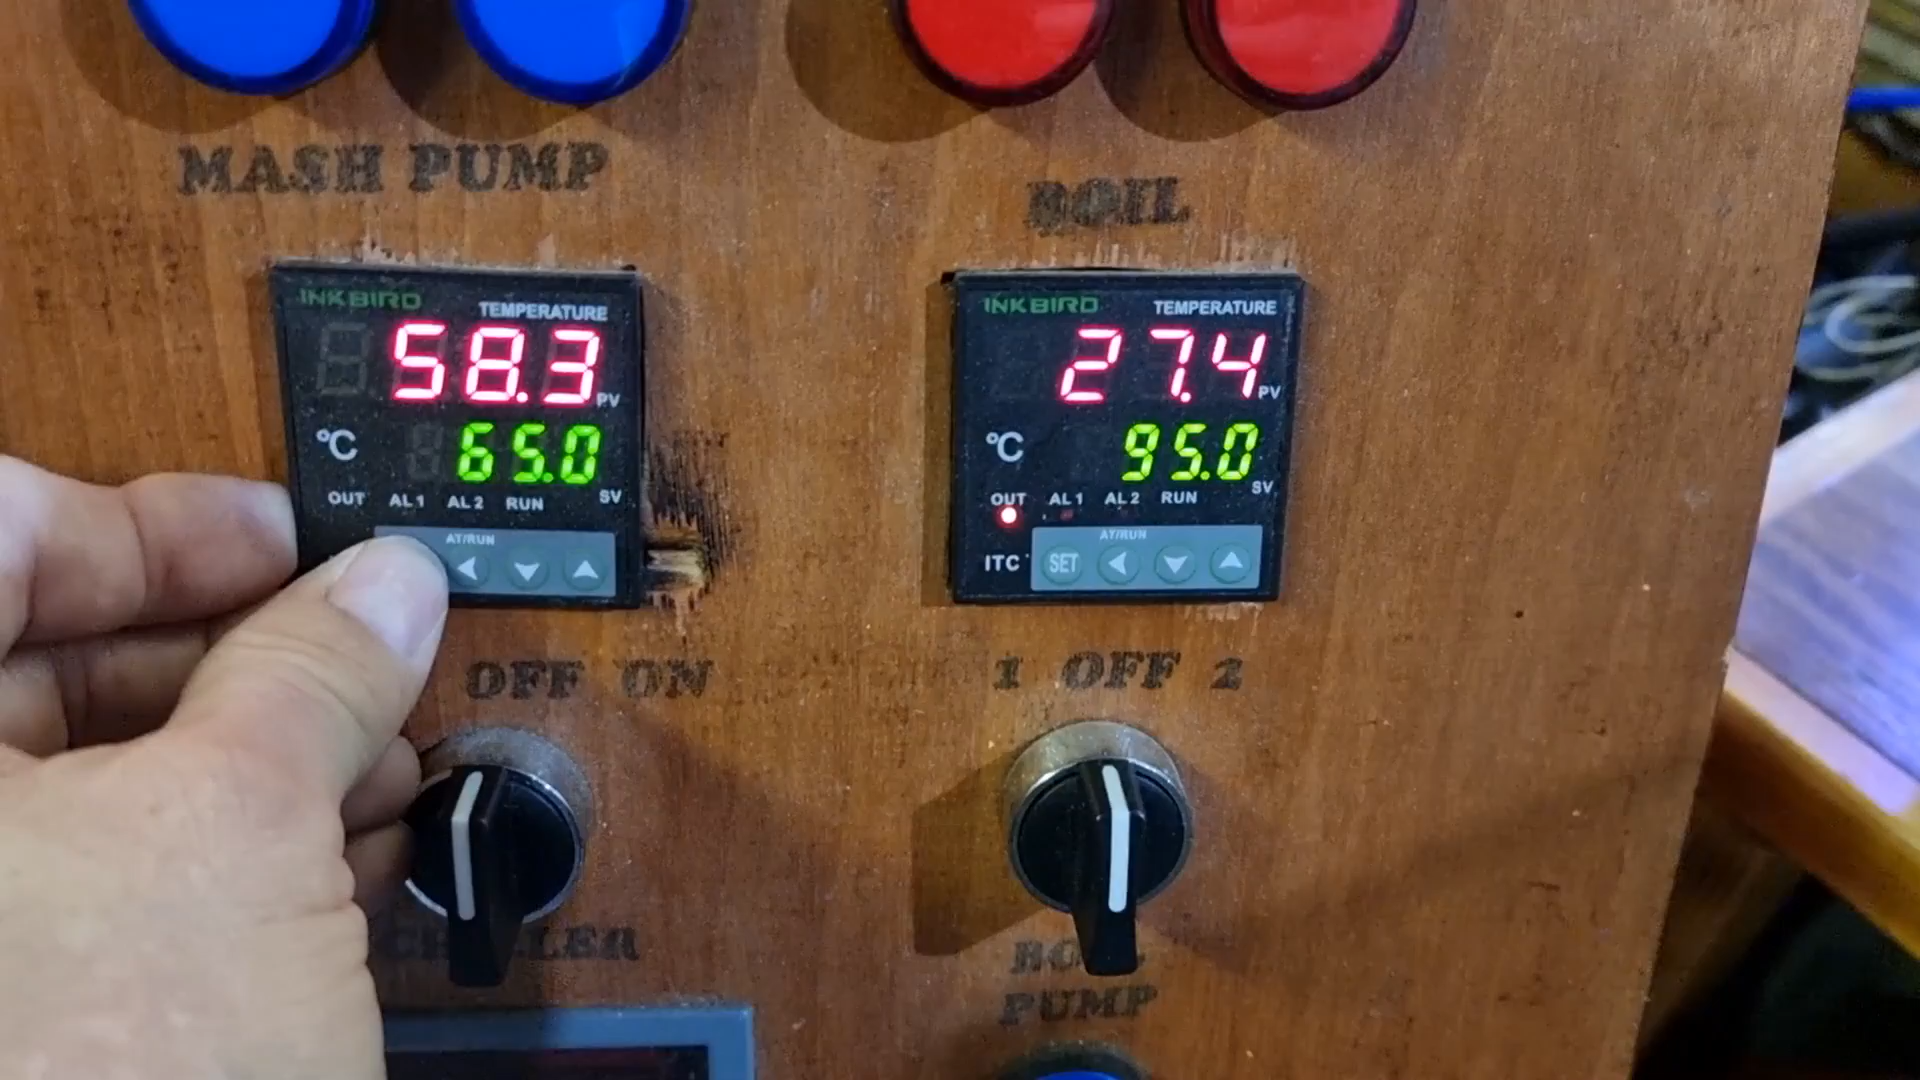 MASH PUMP
BOIL
INKBIRD
TEMPERATURE
58.3
PV
°C
65.0
SV
OUT AL1 AL2 RUN
AT/RUN
INKBIRD
TEMPERATURE
27.4
PV
°C
95.0
SV
OUT AL1 AL2 RUN
AT/RUN
ITC
SET
OFF ON
1 OFF 2
PUMP